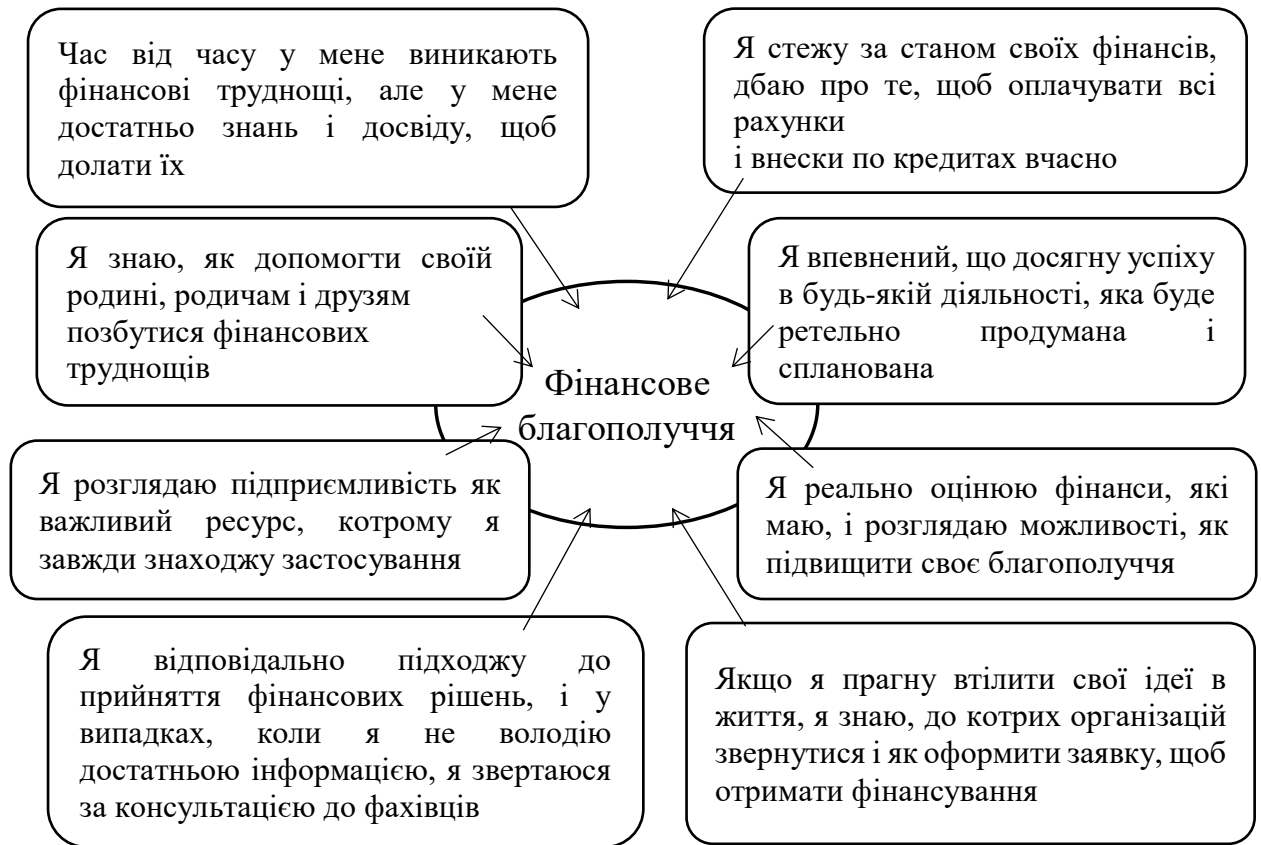 Час від часу у мене виникають
фінансові труднощі, але у мене
достатньо знань і досвіду, щоб
долати їх
Я стежу за станом своїх фінансів,
дбаю про те, щоб оплачувати всі
рахунки
і внески по кредитах вчасно
Я знаю, як допомогти своїй
родині, родичам і друзям
позбутися фінансових
труднощів
Я впевнений, що досягну успіху
в будь-якій діяльності, яка буде
ретельно продумана і
спланована
Фінансове
благополуччя
Я розглядаю підприємливість як
важливий ресурс, котрому я
завжди знаходжу застосування
Я реально оцінюю фінанси, які
маю, і розглядаю можливості, як
підвищити своє благополуччя
Я відповідально підходжу до
прийняття фінансових рішень, і у
випадках, коли я не володію
достатньою інформацією, я звертаюся
за консультацією до фахівців
Якщо я прагну втілити свої ідеї в
життя, я знаю, до котрих організацій
звернутися і як оформити заявку, щоб
отримати фінансування